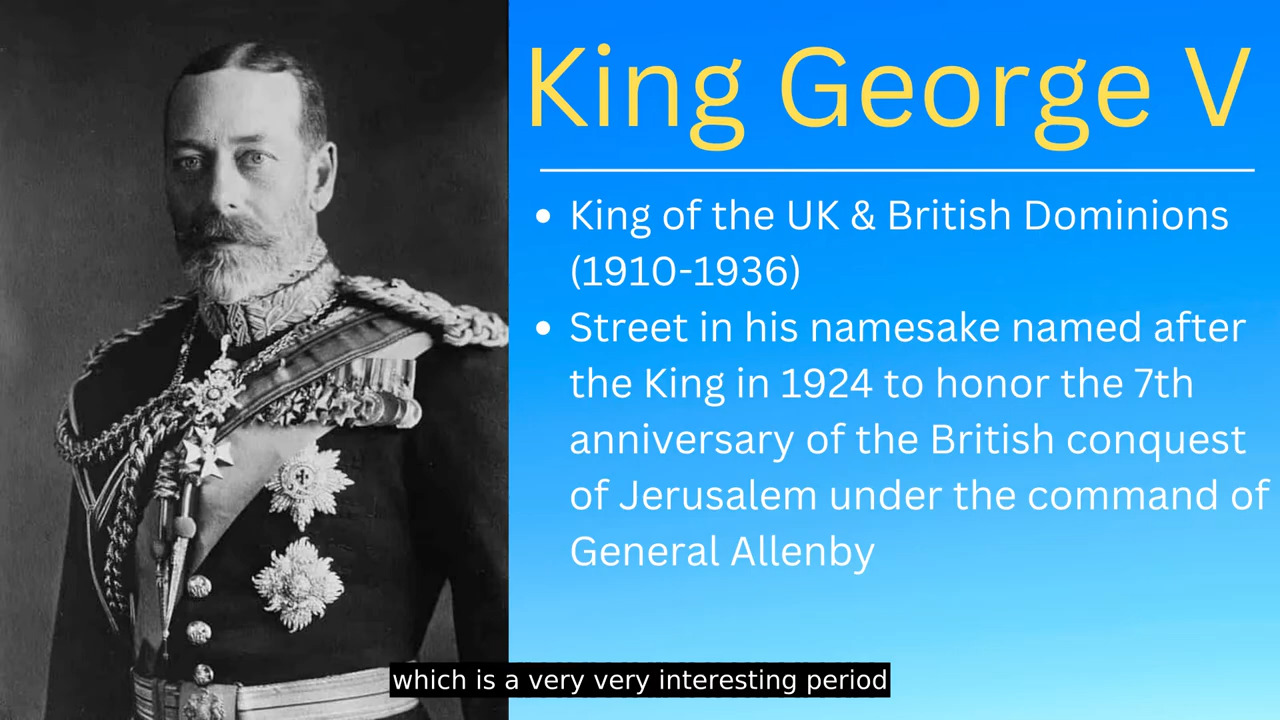 King George V
• King of the UK & British Dominions
(1910-1936)
• Street in his namesake named after
the King in 1924 to honor the 7th
anniversary of the British conquest
of Jerusalem under the command of
General Allenby
which is a very very interesting period